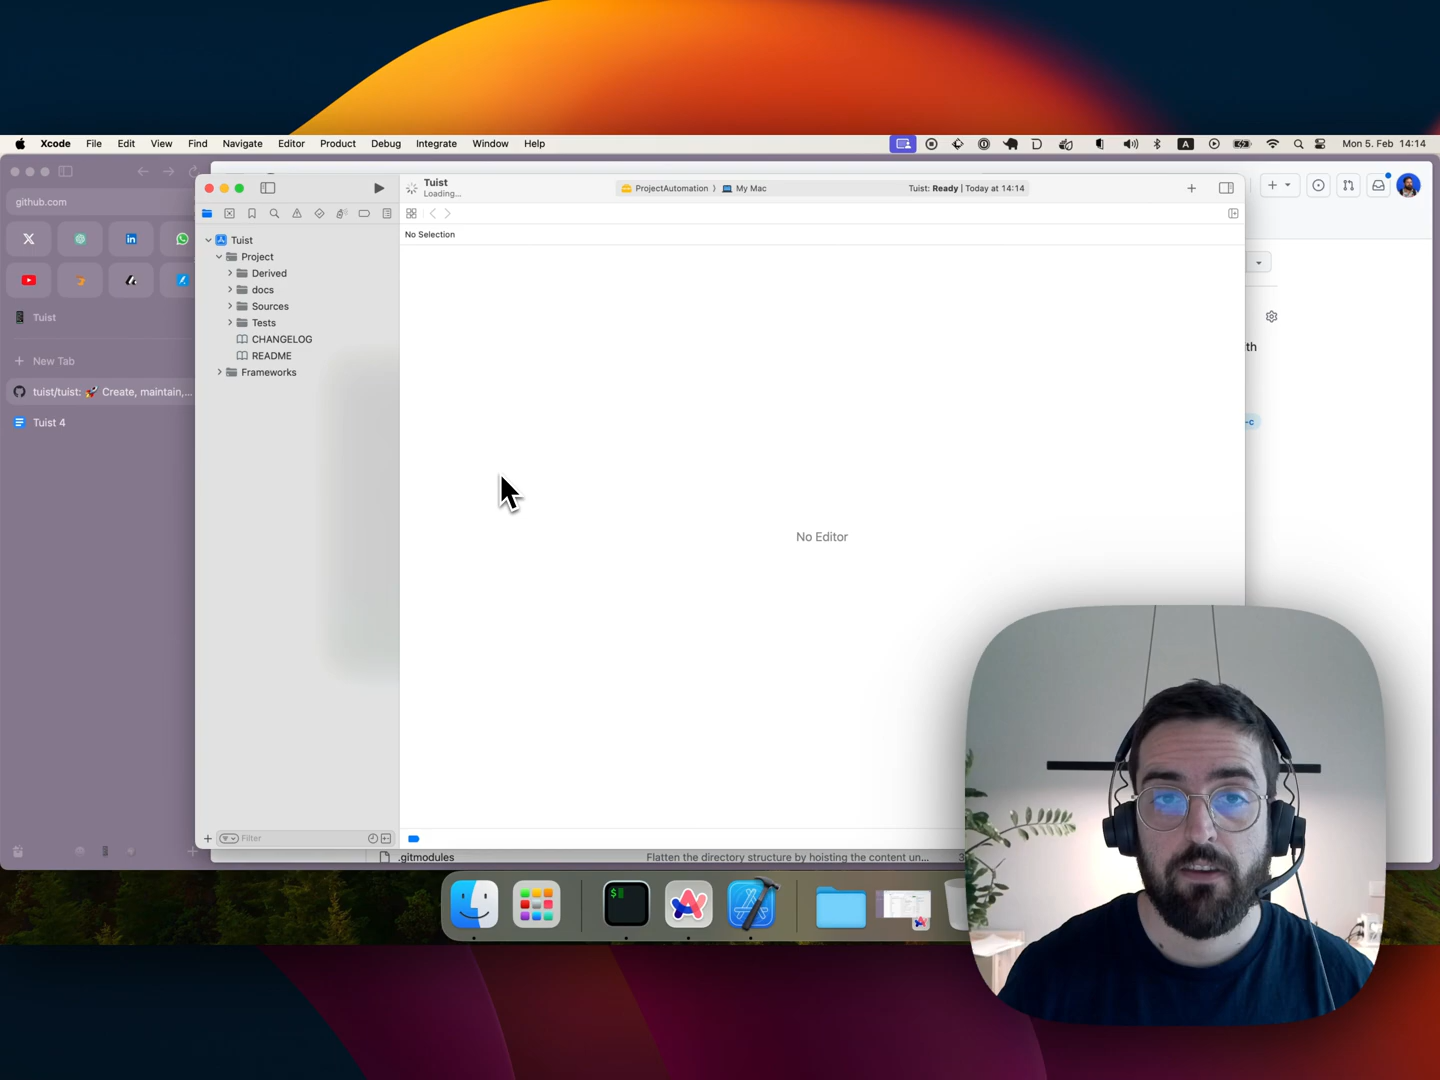 Xcode File Edit View Find Navigate Editor Product Debug Integrate Window Help
A
Mon 5. Feb 14:14
github.com
Tuist
New Tab
tuist/tuist: 🚀 Create, maintain,...
Tuist 4
Tuist
Loading...
ProjectAutomation
My Mac
Tuist: Ready | Today at 14:14
No Selection
Tuist
Project
Derived
docs
Sources
Tests
CHANGELOG
README
Frameworks
No Editor
Filter
th
-c
.gitmodules
Flatten the directory structure by hoisting the content un...
3
$